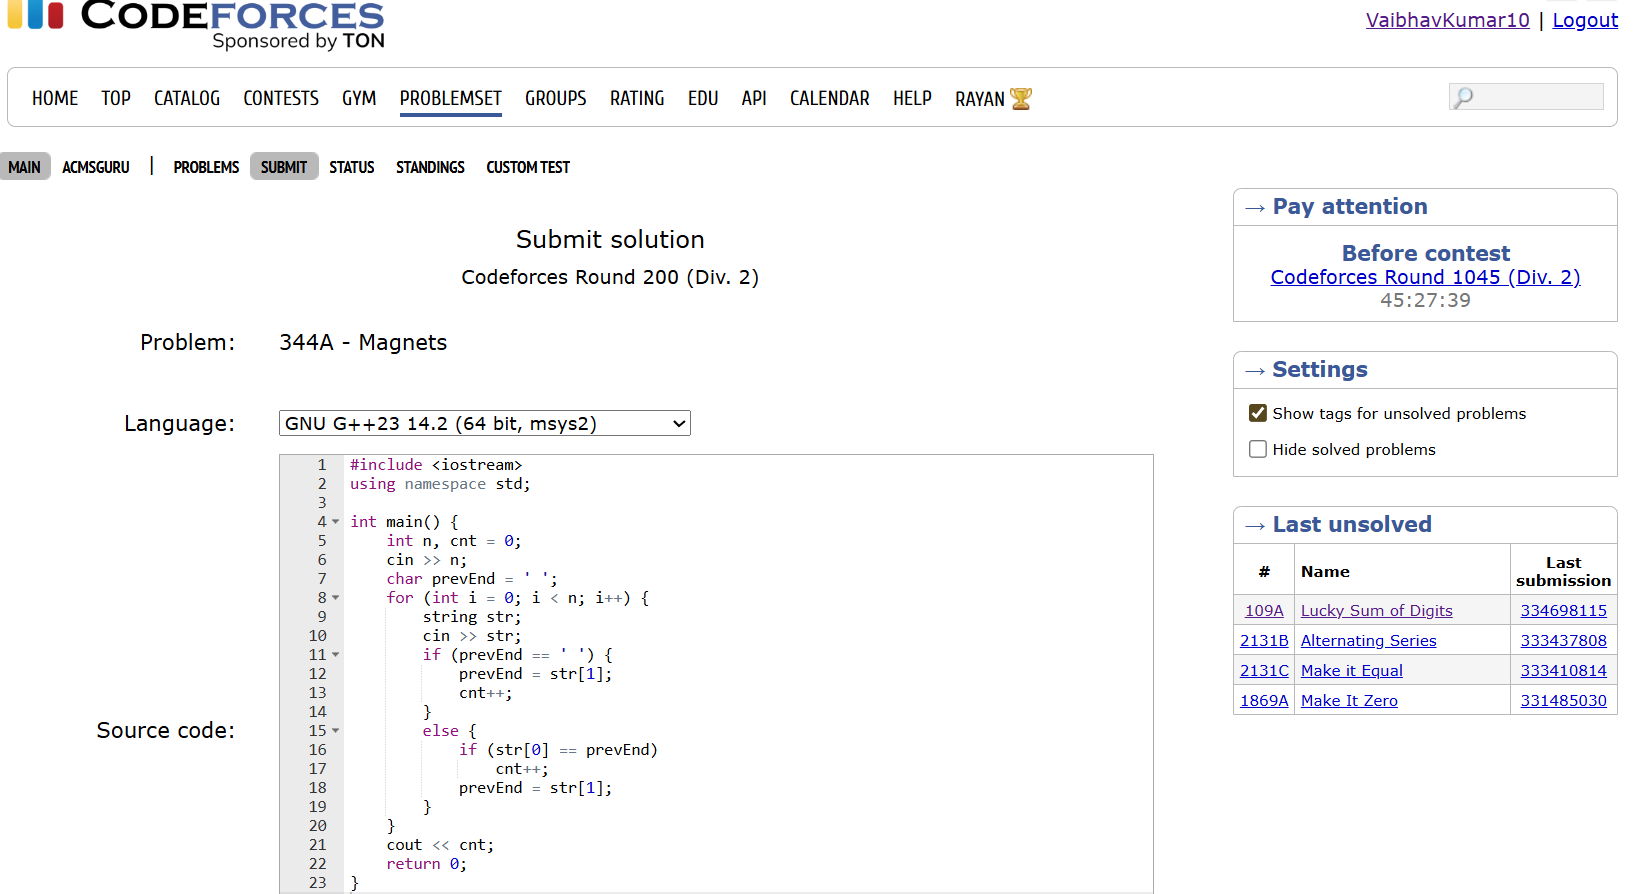 CODEFORCES
Sponsored by TON
VaibhavKumar10 | Logout
HOME TOP CATALOG CONTESTS GYM PROBLEMSET GROUPS RATING EDU API CALENDAR HELP RAYAN
MAIN ACMSGURU | PROBLEMS SUBMIT STATUS STANDINGS CUSTOM TEST
Submit solution
Codeforces Round 200 (Div. 2)
Problem: 344A - Magnets
Language: GNU G++23 14.2 (64 bit, msys2)
Source code:
1 #include <iostream>
2 using namespace std;
3
4 int main() {
5     int n, cnt = 0;
6     cin >> n;
7     char prevEnd = ' ';
8     for (int i = 0; i < n; i++) {
9         string str;
10         cin >> str;
11         if (prevEnd == ' ') {
12             prevEnd = str[1];
13             cnt++;
14         }
15         else {
16             if (str[0] == prevEnd)
17                 cnt++;
18             prevEnd = str[1];
19         }
20     }
21     cout << cnt;
22     return 0;
23 }
→ Pay attention
Before contest
Codeforces Round 1045 (Div. 2)
45:27:39
→ Settings
Show tags for unsolved problems
Hide solved problems
→ Last unsolved
# Name Last submission
109A Lucky Sum of Digits 334698115
2131B Alternating Series 333437808
2131C Make it Equal 333410814
1869A Make It Zero 331485030